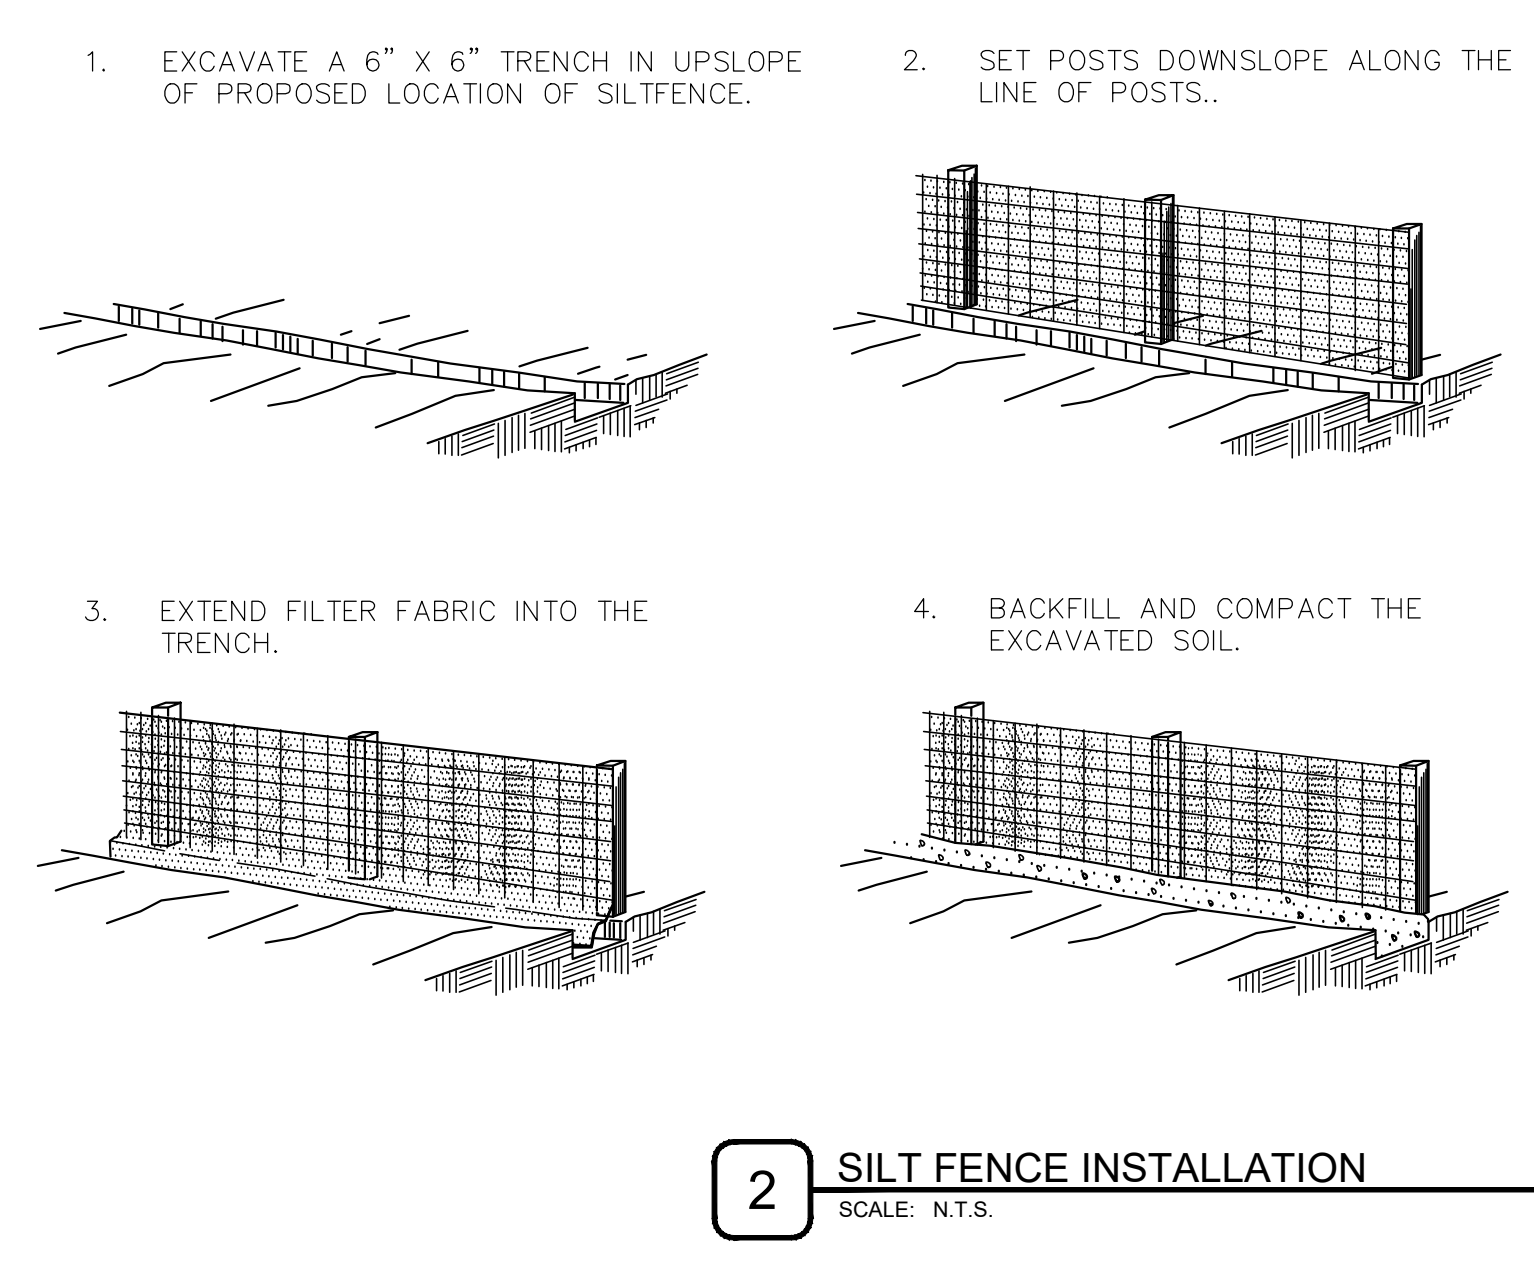 1. EXCAVATE A 6” X 6” TRENCH IN UPSLOPE
OF PROPOSED LOCATION OF SILTFENCE.
2. SET POSTS DOWNSLOPE ALONG THE
LINE OF POSTS..
3. EXTEND FILTER FABRIC INTO THE
TRENCH.
4. BACKFILL AND COMPACT THE
EXCAVATED SOIL.
2
SILT FENCE INSTALLATION
SCALE: N.T.S.